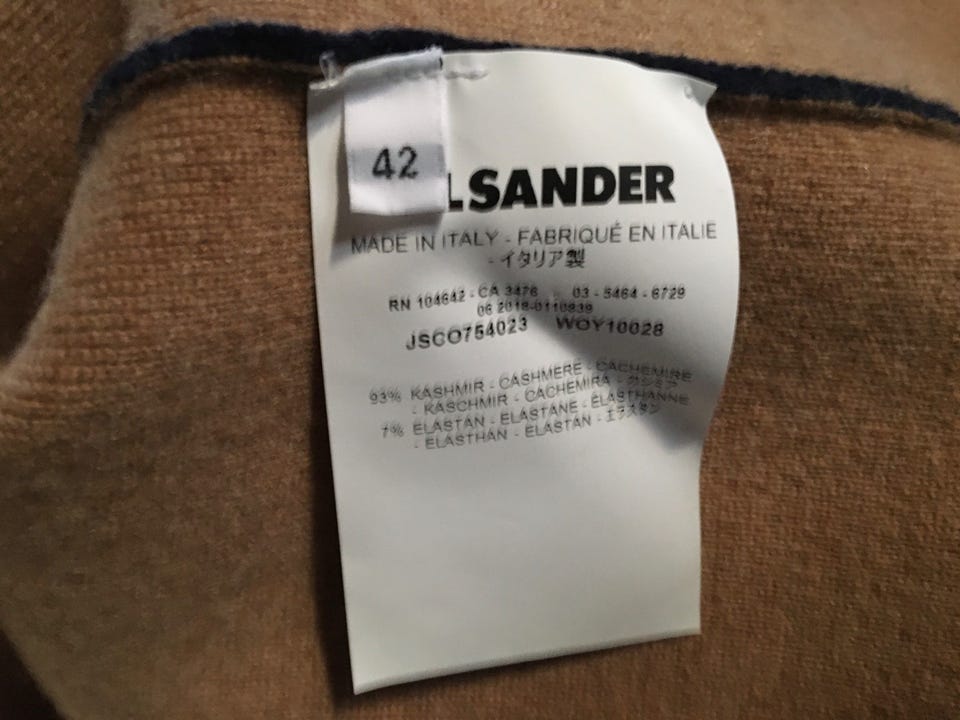 42
LSANDER
MADE IN ITALY - FABRIQUÉ EN ITALIE
- イタリア製
RN 104642 - CA 3476 03 - 5464 - 6729
06 2018-0110939
JSCO754023 WOY10028
93% KASHMIR - CASHMERE - CACHEMIRE
- KASCHMIR - CACHEMIRA - カシミア
7% ELASTAN - ELASTANE - ÉLASTHANNE
- ELASTHAN - ELASTAN - エラスタン